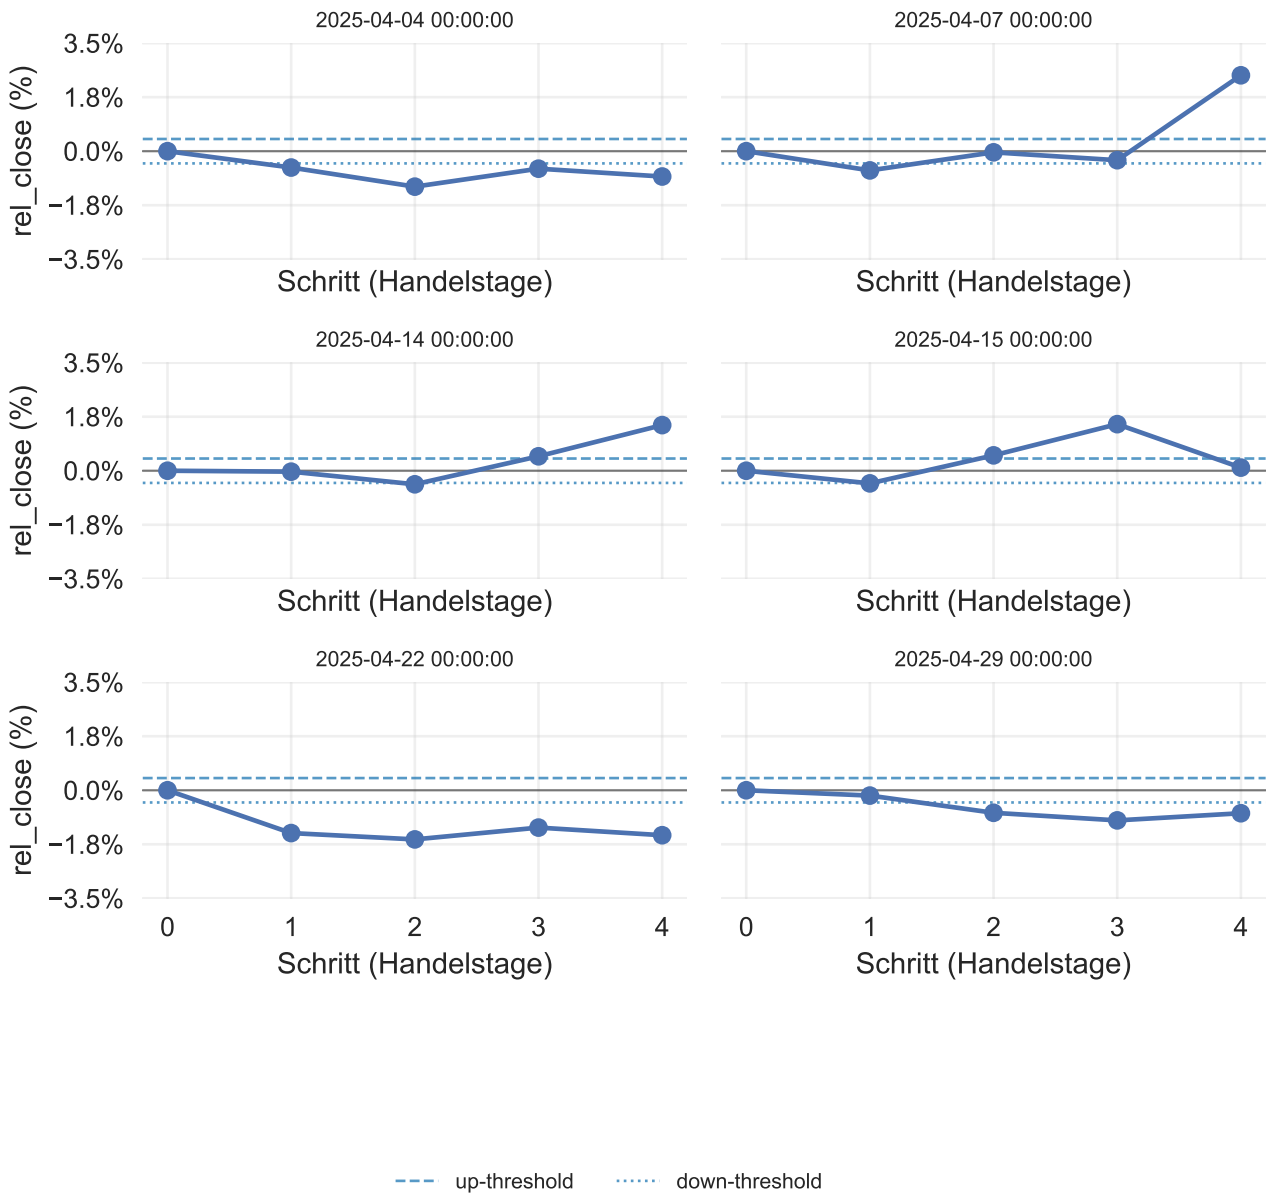 2025-04-04 00:00:00
2025-04-07 00:00:00
3.5%
1.8%
0.0%
−1.8%
−3.5%
rel_close (%)
Schritt (Handelstage)
Schritt (Handelstage)
2025-04-14 00:00:00
2025-04-15 00:00:00
3.5%
1.8%
0.0%
−1.8%
−3.5%
rel_close (%)
Schritt (Handelstage)
Schritt (Handelstage)
2025-04-22 00:00:00
2025-04-29 00:00:00
3.5%
1.8%
0.0%
−1.8%
−3.5%
rel_close (%)
0 1 2 3 4
0 1 2 3 4
Schritt (Handelstage)
Schritt (Handelstage)
up-threshold
down-threshold